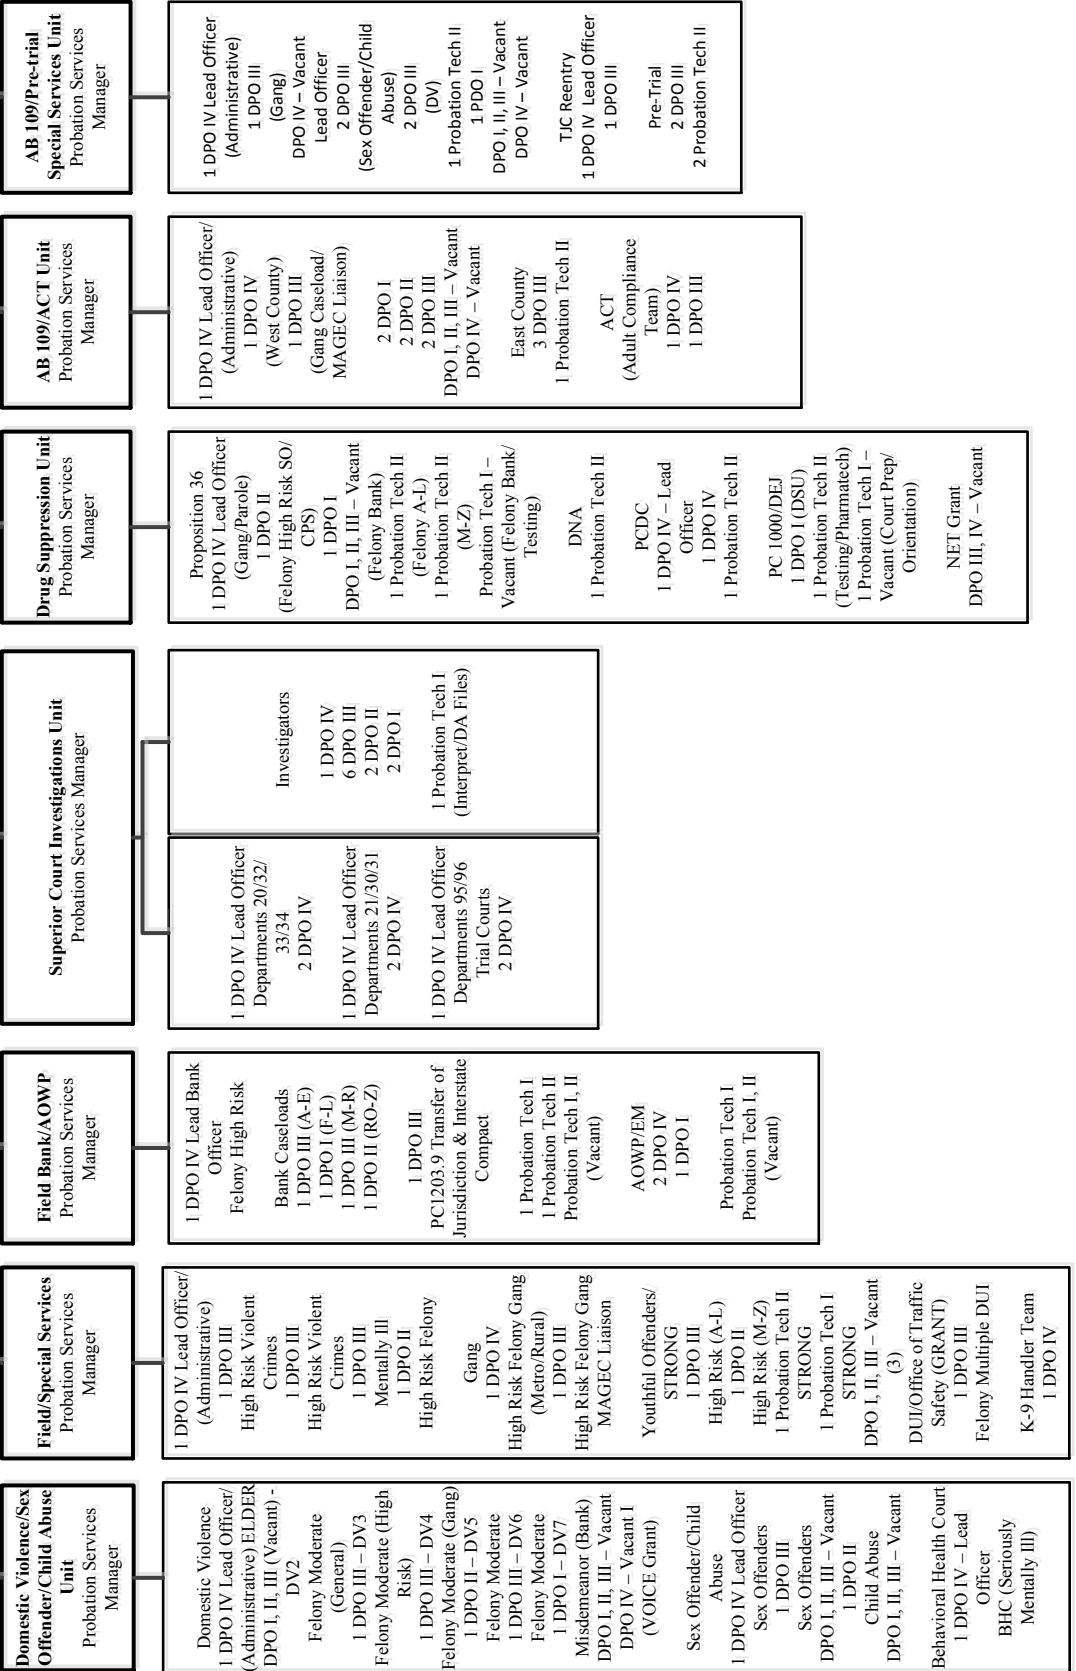 Domestic Violence/Sex
Offender/Child Abuse
Unit
Probation Services
Manager
Domestic Violence
1 DPO IV Lead Officer/
(Administrative) ELDER
DPO I, II, III (Vacant) -
DV2
Felony Moderate
(General)
1 DPO III – DV3
Felony Moderate (High
Risk)
1 DPO III – DV4
Felony Moderate (Gang)
1 DPO II – DV5
Felony Moderate
1 DPO III – DV6
Felony Moderate
1 DPO I – DV7
Misdemeanor (Bank)
DPO I, II, III – Vacant
DPO IV – Vacant I
(VOICE Grant)
Sex Offender/Child
Abuse
1 DPO IV Lead Officer
Sex Offenders
1 DPO III
Sex Offenders
DPO I, II, III – Vacant
1 DPO II
Child Abuse
DPO I, II, III – Vacant
Behavioral Health Court
1 DPO IV – Lead
Officer
BHC (Seriously
Mentally Ill)
Field/Special Services
Probation Services
Manager
1 DPO IV Lead Officer/
(Administrative)
1 DPO III
High Risk Violent
Crimes
1 DPO III
High Risk Violent
Crimes
1 DPO III
Mentally Ill
1 DPO II
High Risk Felony
Gang
1 DPO IV
High Risk Felony Gang
(Metro/Rural)
1 DPO III
High Risk Felony Gang
MAGEC Liaison
Youthful Offenders/
STRONG
1 DPO III
High Risk (A-L)
1 DPO II
High Risk (M-Z)
1 Probation Tech II
STRONG
1 Probation Tech I
STRONG
DPO I, II, III – Vacant
(3)
DUI/Office of Traffic
Safety (GRANT)
1 DPO III
Felony Multiple DUI
K-9 Handler Team
1 DPO IV
Field Bank/AOWP
Probation Services
Manager
1 DPO IV Lead Bank
Officer
Felony High Risk
Bank Caseloads
1 DPO III (A-E)
1 DPO I (F-L)
1 DPO III (M-R)
1 DPO II (RO-Z)
1 DPO III
PC1203.9 Transfer of
Jurisdiction & Interstate
Compact
1 Probation Tech I
1 Probation Tech II
Probation Tech I, II
(Vacant)
AOWP/EM
2 DPO IV
1 DPO I
Probation Tech I
Probation Tech I, II
(Vacant)
Superior Court Investigations Unit
Probation Services Manager
1 DPO IV Lead Officer
Departments 20/32/
33/34
2 DPO IV
1 DPO IV Lead Officer
Departments 21/30/31
2 DPO IV
1 DPO IV Lead Officer
Departments 95/96
Trial Courts
2 DPO IV
Investigators
1 DPO IV
6 DPO III
2 DPO II
2 DPO I
1 Probation Tech I
(Interpret/DA Files)
Drug Suppression Unit
Probation Services
Manager
Proposition 36
1 DPO IV Lead Officer
(Gang/Parole)
1 DPO II
(Felony High Risk SO/
CPS)
1 DPO I
DPO I, II, III – Vacant
(Felony Bank)
1 Probation Tech II
(Felony A-L)
1 Probation Tech II
(M-Z)
Probation Tech I –
Vacant (Felony Bank/
Testing)
DNA
1 Probation Tech II
PCDC
1 DPO IV – Lead
Officer
1 DPO IV
1 Probation Tech II
PC 1000/DEJ
1 DPO I (DSU)
1 Probation Tech II
(Testing/Pharmatech)
1 Probation Tech I –
Vacant (Court Prep/
Orientation)
NET Grant
DPO III, IV – Vacant
AB 109/ACT Unit
Probation Services
Manager
1 DPO IV Lead Officer/
(Administrative)
1 DPO IV
(West County)
1 DPO III
(Gang Caseload/
MAGEC Liaison)
2 DPO I
2 DPO II
2 DPO III
DPO I, II, III – Vacant
DPO IV – Vacant
East County
3 DPO III
1 Probation Tech II
ACT
(Adult Compliance
Team)
1 DPO IV
1 DPO III
AB 109/Pre-trial
Special Services Unit
Probation Services
Manager
1 DPO IV Lead Officer
(Administrative)
1 DPO III
(Gang)
DPO IV – Vacant
Lead Officer
2 DPO III
(Sex Offender/Child
Abuse)
2 DPO III
(DV)
1 Probation Tech II
1 PDO I
DPO I, II, III – Vacant
DPO IV – Vacant
TJC Reentry
1 DPO IV Lead Officer
1 DPO III
Pre-Trial
2 DPO III
2 Probation Tech II